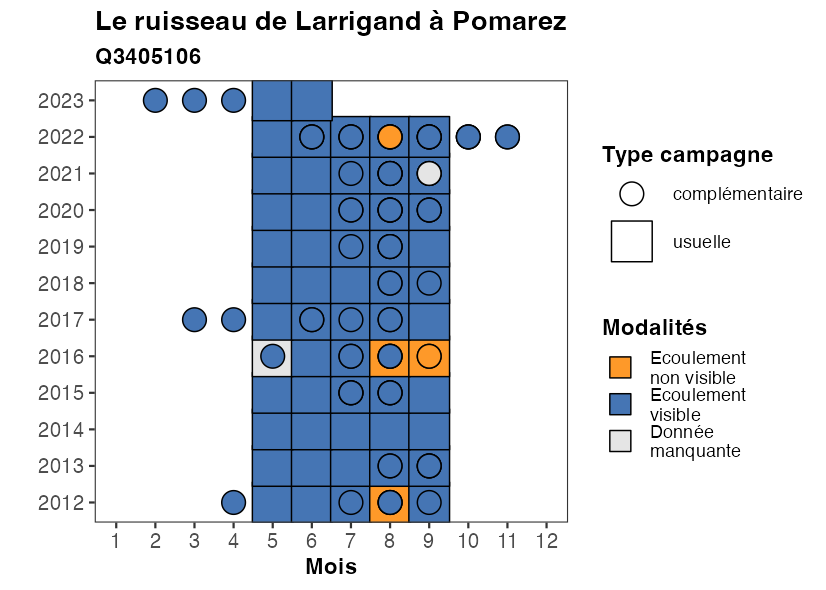 Le ruisseau de Larrigand à Pomarez
Q3405106
2023
2022
2021
2020
2019
2018
2017
2016
2015
2014
2013
2012
1 2 3 4 5 6 7 8 9 10 11 12
Mois
Type campagne
complémentaire
usuelle
Modalités
Ecoulement
non visible
Ecoulement
visible
Donnée
manquante